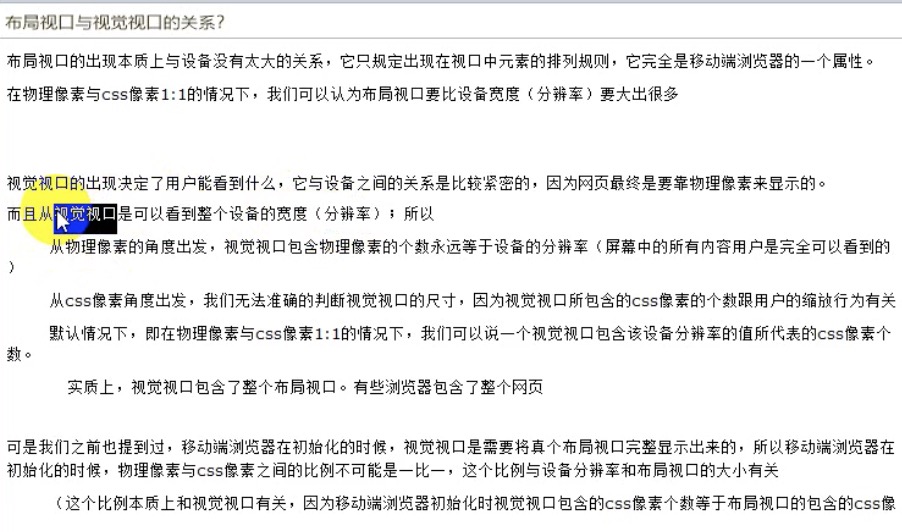 布局视口与视觉视口的关系?
布局视口的出现本质上与设备没有太大的关系，它只规定出现在视口中元素的排列规则，它完全是移动端浏览器的一个属性。
在物理像素与css像素1:1的情况下，我们可以认为布局视口要比设备宽度（分辨率）要大出很多
视觉视口的出现决定了用户能看到什么，它与设备之间的关系是比较紧密的，因为网页最终是要靠物理像素来显示的。
而且从视觉视口是可以看到整个设备的宽度（分辨率）；所以
从物理像素的角度出发，视觉视口包含物理像素的个数永远等于设备的分辨率（屏幕中的所有内容用户是完全可以看到的
）
从css像素角度出发，我们无法准确的判断视觉视口的尺寸，因为视觉视口所包含的css像素的个数跟用户的缩放行为有关
默认情况下，即在物理像素与css像素1:1的情况下，我们可以说一个视觉视口包含该设备分辨率的值所代表的css像素个
数。
实质上，视觉视口包含了整个布局视口。有些浏览器包含了整个网页
可是我们之前也提到过，移动端浏览器在初始化的时候，视觉视口是需要将真个布局视口完整显示出来的，所以移动端浏览器在
初始化的时候，物理像素与css像素之间的比例不可能是一比一，这个比例与设备分辨率和布局视口的大小有关
（这个比例本质上和视觉视口有关，因为移动端浏览器初始化时视觉视口包含的css像素个数等于布局视口的包含的css像